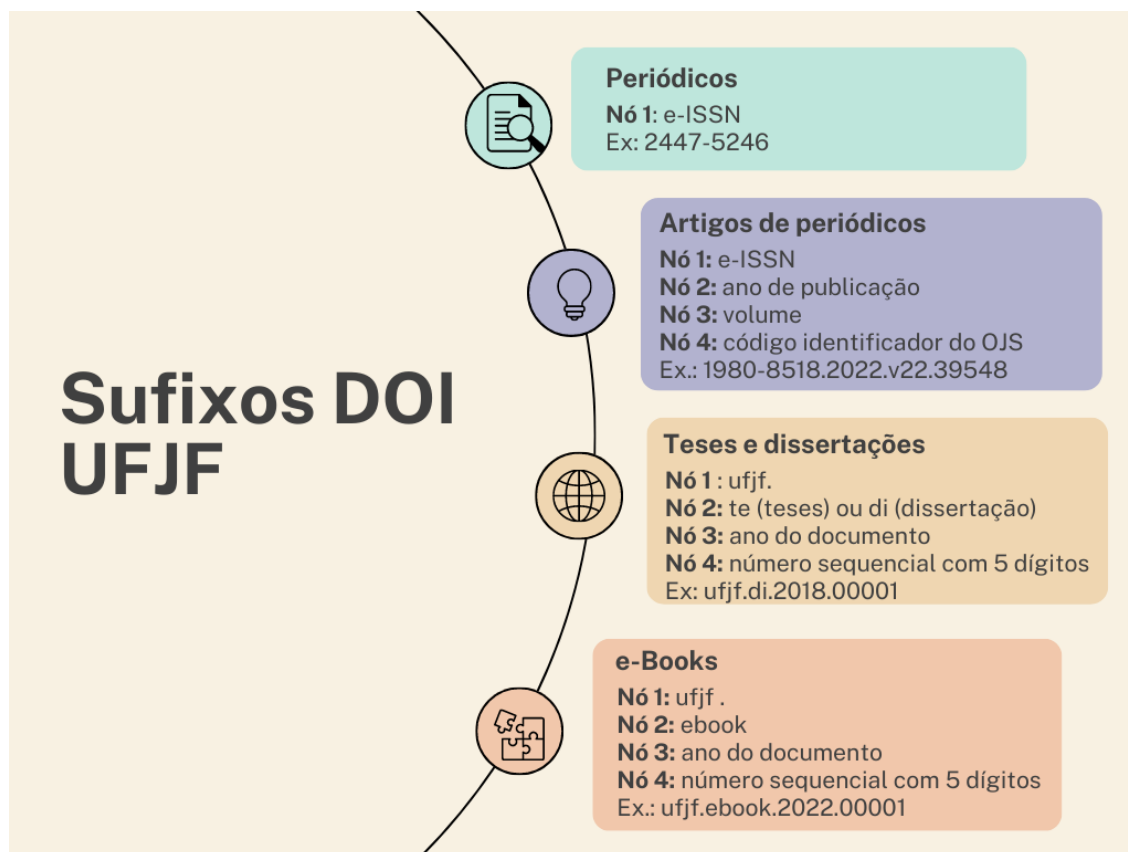 Sufixos DOI
UFJF
Periódicos
Nó 1: e-ISSN
Ex: 2447-5246
Artigos de periódicos
Nó 1: e-ISSN
Nó 2: ano de publicação
Nó 3: volume
Nó 4: código identificador do OJS
Ex.: 1980-8518.2022.v22.39548
Teses e dissertações
Nó 1 : ufjf.
Nó 2: te (teses) ou di (dissertação)
Nó 3: ano do documento
Nó 4: número sequencial com 5 dígitos
Ex: ufjf.di.2018.00001
e-Books
Nó 1: ufjf .
Nó 2: ebook
Nó 3: ano do documento
Nó 4: número sequencial com 5 dígitos
Ex.: ufjf.ebook.2022.00001